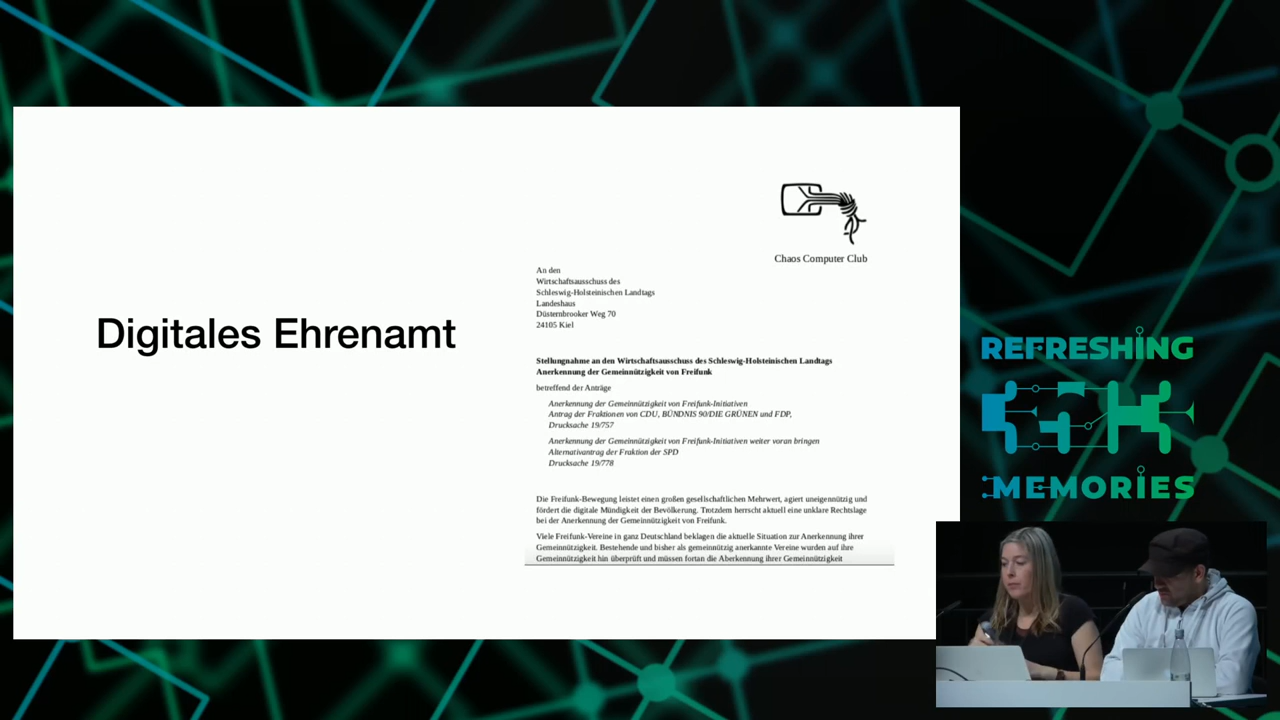 Digitales Ehrenamt
Chaos Computer Club
An den
Wirtschaftsausschuss des
Schleswig-Holsteinischen Landtags
Landeshaus
Düsternbrooker Weg 70
24105 Kiel
Stellungnahme an den Wirtschaftsausschuss des Schleswig-Holsteinischen Landtags
Anerkennung der Gemeinnützigkeit von Freifunk
betreffend der Anträge
Anerkennung der Gemeinnützigkeit von Freifunk-Initiativen
Antrag der Fraktionen von CDU, BÜNDNIS 90/DIE GRÜNEN und FDP,
Drucksache 19/757
Anerkennung der Gemeinnützigkeit von Freifunk-Initiativen weiter voran bringen
Alternativantrag der Fraktion der SPD
Drucksache 19/778
Die Freifunk-Bewegung leistet einen großen gesellschaftlichen Mehrwert, agiert uneigennützig und
fördert die digitale Mündigkeit der Bevölkerung. Trotzdem herrscht aktuell eine unklare Rechtslage
bei der Anerkennung der Gemeinnützigkeit von Freifunk.
Viele Freifunk-Vereine in ganz Deutschland beklagen die aktuelle Situation zur Anerkennung ihrer
Gemeinnützigkeit. Bestehende und bisher als gemeinnützig anerkannte Vereine wurden auf ihre
Gemeinnützigkeit hin überprüft und müssen fortan die Aberkennung ihrer Gemeinnützigkeit
REFRESHING
MEMORIES